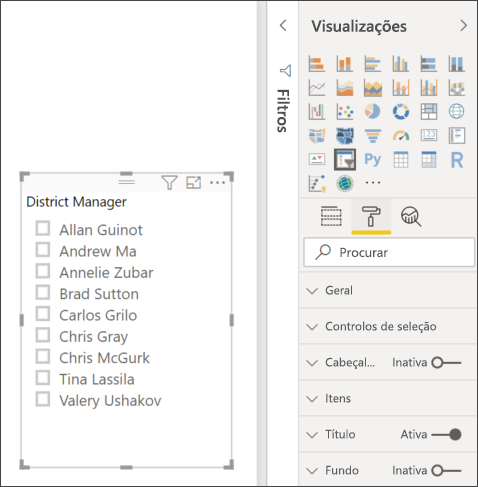 District Manager
Allan Guinot
Andrew Ma
Annelie Zubar
Brad Sutton
Carlos Grilo
Chris Gray
Chris McGurk
Tina Lassila
Valery Ushakov
Filtros
Visualizações
123
Py
R
Procurar
Geral
Controlos de seleção
Cabeçal... Inativa
Itens
Título Ativa
Fundo Inativa